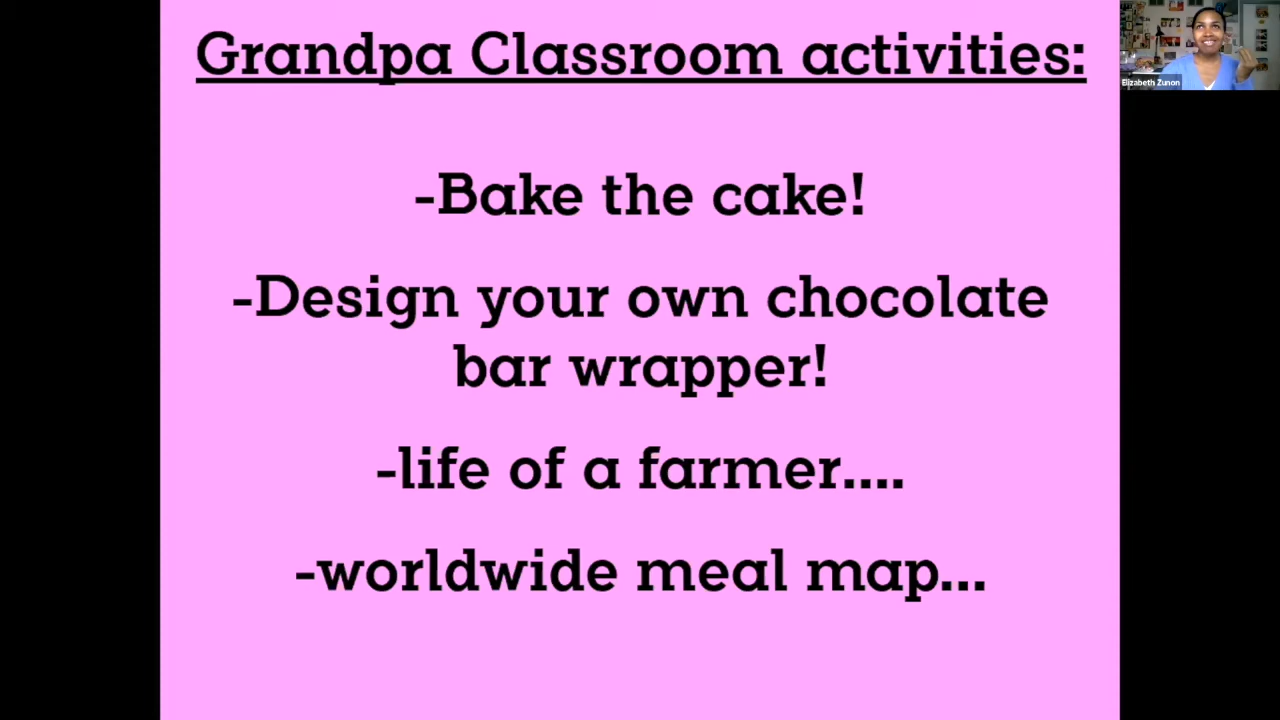 Grandpa Classroom activities:
-Bake the cake!
-Design your own chocolate
bar wrapper!
-life of a farmer....
-worldwide meal map...
Elizabeth Zunon